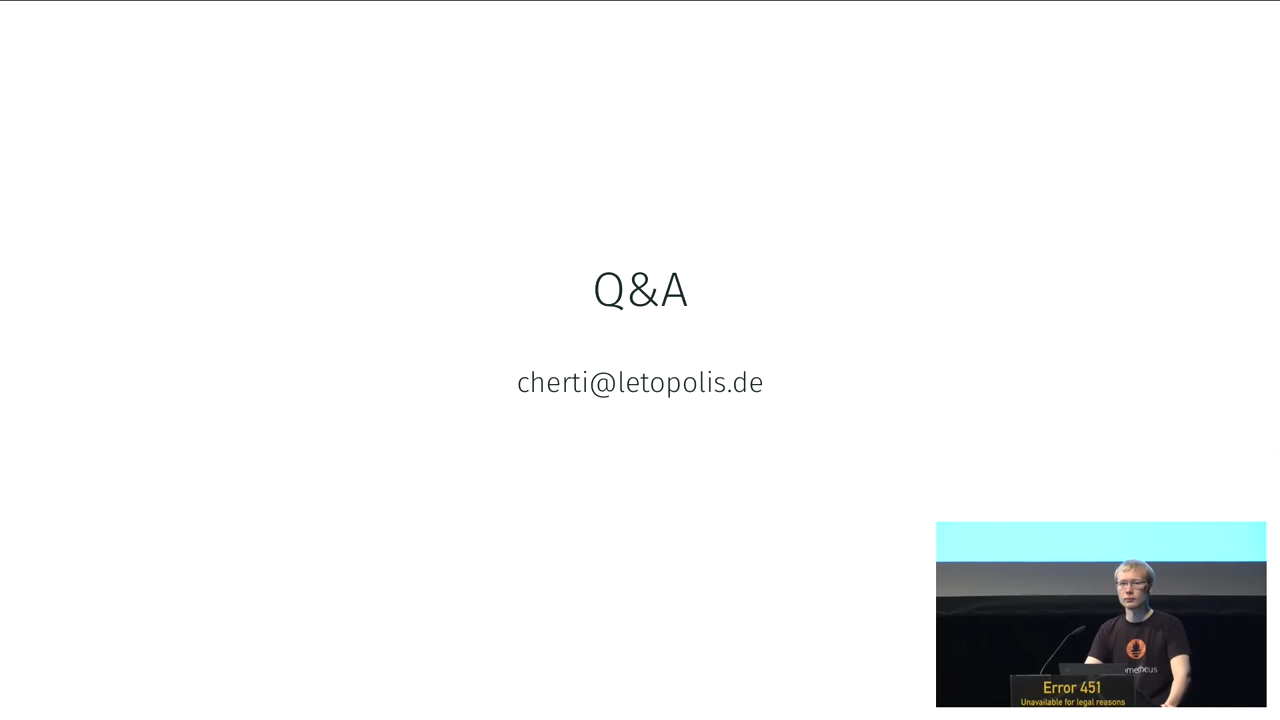 Q&A
cherti@letopolis.de
Error 451
Unavailable for legal reasons